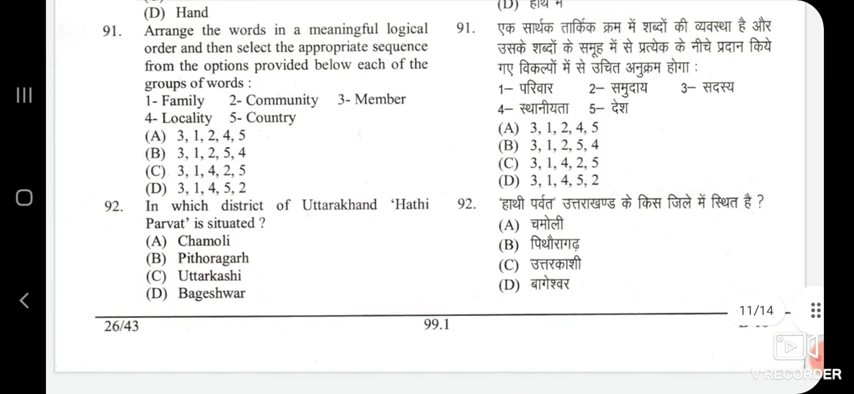 (D) Hand
91. Arrange the words in a meaningful logical
order and then select the appropriate sequence
from the options provided below each of the
groups of words :
1- Family 2- Community 3- Member
4- Locality 5- Country
(A) 3, 1, 2, 4, 5
(B) 3, 1, 2, 5, 4
(C) 3, 1, 4, 2, 5
(D) 3, 1, 4, 5, 2
92. In which district of Uttarakhand ‘Hathi
Parvat’ is situated ?
(A) Chamoli
(B) Pithoragarh
(C) Uttarkashi
(D) Bageshwar
26/43
99.1
91. एक सार्थक तार्किक क्रम में शब्दों की व्यवस्था है और
उसके शब्दों के समूह में से प्रत्येक के नीचे प्रदान किये
गए विकल्पों में से उचित अनुक्रम होगा :
1– परिवार 2– समुदाय 3– सदस्य
4– स्थानीयता 5– देश
(A) 3, 1, 2, 4, 5
(B) 3, 1, 2, 5, 4
(C) 3, 1, 4, 2, 5
(D) 3, 1, 4, 5, 2
92. 'हाथी पर्वत' उत्तराखण्ड के किस जिले में स्थित है ?
(A) चमोली
(B) पिथौरागढ़
(C) उत्तरकाशी
(D) बागेश्वर
11/14
V RECORDER